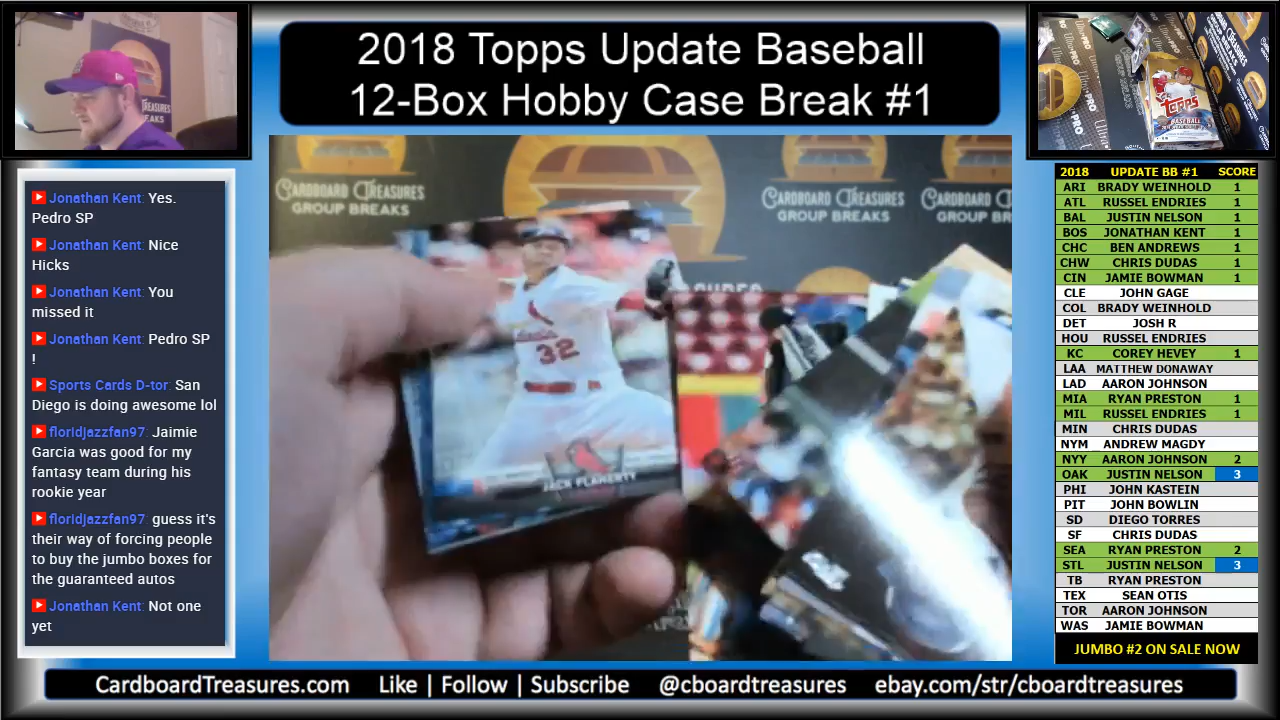 2018 Topps Update Baseball
12-Box Hobby Case Break #1
Jonathan Kent: Yes.
Pedro SP
Jonathan Kent: Nice
Hicks
Jonathan Kent: You
missed it
Jonathan Kent: Pedro SP
!
Sports Cards D-tor: San
Diego is doing awesome lol
floridjazzfan97: Jaimie
Garcia was good for my
fantasy team during his
rookie year
floridjazzfan97: guess it's
their way of forcing people
to buy the jumbo boxes for
the guaranteed autos
Jonathan Kent: Not one
yet
CARDBOARD TREASURES
GROUP BREAKS
CARDBOARD TREASURES
GROUP BREAKS
32
JACK FLAHERTY
TOPPS
BASEBALL
2018 UPDATE BB #1 SCORE
ARI BRADY WEINHOLD 1
ATL RUSSEL ENDRIES 1
BAL JUSTIN NELSON 1
BOS JONATHAN KENT 1
CHC BEN ANDREWS 1
CHW CHRIS DUDAS 1
CIN JAMIE BOWMAN 1
CLE JOHN GAGE
COL BRADY WEINHOLD
DET JOSH R
HOU RUSSEL ENDRIES
KC COREY HEVEY 1
LAA MATTHEW DONAWAY
LAD AARON JOHNSON
MIA RYAN PRESTON 1
MIL RUSSEL ENDRIES 1
MIN CHRIS DUDAS
NYM ANDREW MAGDY
NYY AARON JOHNSON 2
OAK JUSTIN NELSON 3
PHI JOHN KASTEIN
PIT JOHN BOWLIN
SD DIEGO TORRES
SF CHRIS DUDAS
SEA RYAN PRESTON 2
STL JUSTIN NELSON 3
TB RYAN PRESTON
TEX SEAN OTIS
TOR AARON JOHNSON
WAS JAMIE BOWMAN
JUMBO #2 ON SALE NOW
CardboardTreasures.com Like | Follow | Subscribe @cboardtreasures ebay.com/str/cboardtreasures